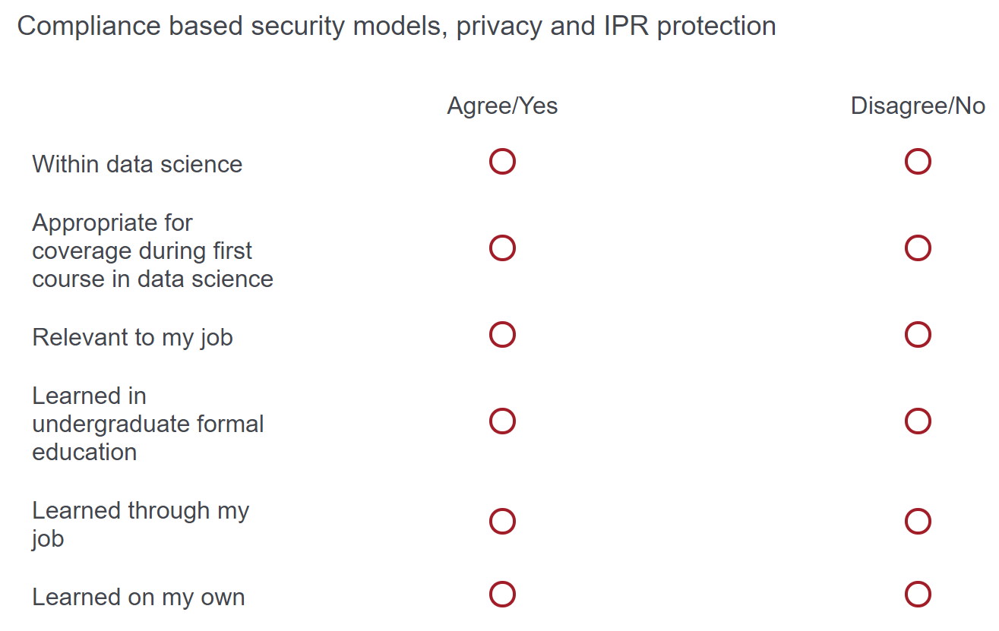 Compliance based security models, privacy and IPR protection
Agree/Yes Disagree/No
Within data science
Appropriate for
coverage during first
course in data science
Relevant to my job
Learned in
undergraduate formal
education
Learned through my
job
Learned on my own